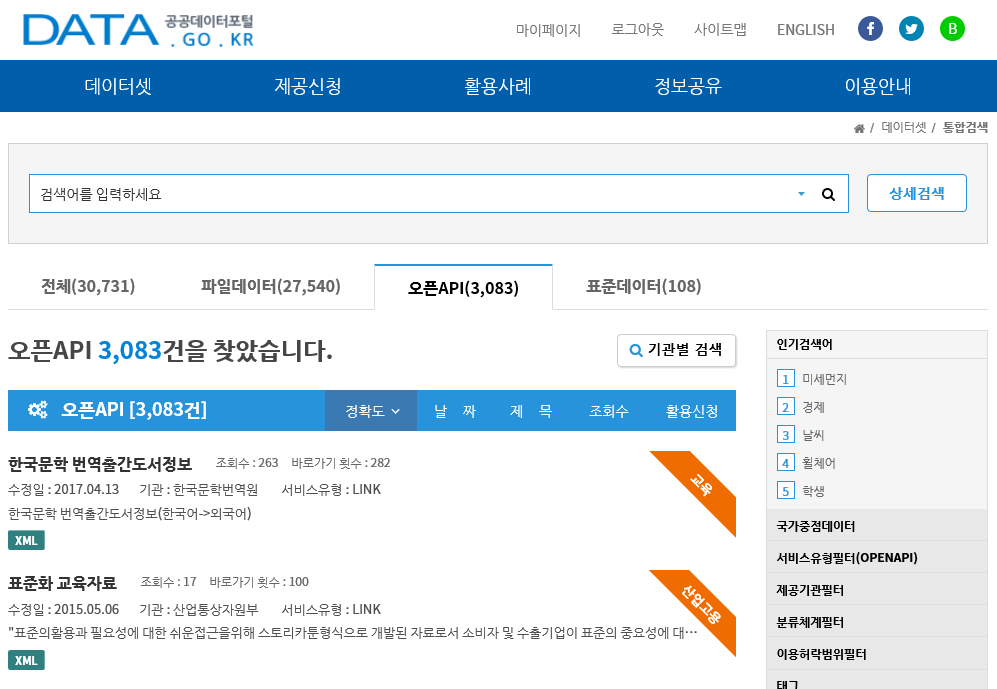 DATA 공공데이터포털 .GO.KR
마이페이지 로그아웃 사이트맵 ENGLISH f B
데이터셋 제공신청 활용사례 정보공유 이용안내
/ 데이터셋 / 통합검색
검색어를 입력하세요 상세검색
전체(30,731) 파일데이터(27,540) 오픈API(3,083) 표준데이터(108)
오픈API 3,083건을 찾았습니다. 기관별 검색
오픈API [3,083건] 정확도 날 짜 제 목 조회수 활용신청
한국문학 번역출간도서정보 조회수 : 263 바로가기 횟수 : 282
수정일 : 2017.04.13 기관 : 한국문학번역원 서비스유형 : LINK
한국문학 번역출간도서정보(한국어->외국어)
XML
교육
표준화 교육자료 조회수 : 17 바로가기 횟수 : 100
수정일 : 2015.05.06 기관 : 산업통상자원부 서비스유형 : LINK
"표준의활용과 필요성에 대한 쉬운접근을위해 스토리카툰형식으로 개발된 자료로서 소비자 및 수출기업이 표준의 중요성에 대…
XML
산업고용
인기검색어
1 미세먼지
2 경제
3 날씨
4 휠체어
5 학생
국가중점데이터
서비스유형필터(OPENAPI)
제공기관필터
분류체계필터
이용허락범위필터
태그